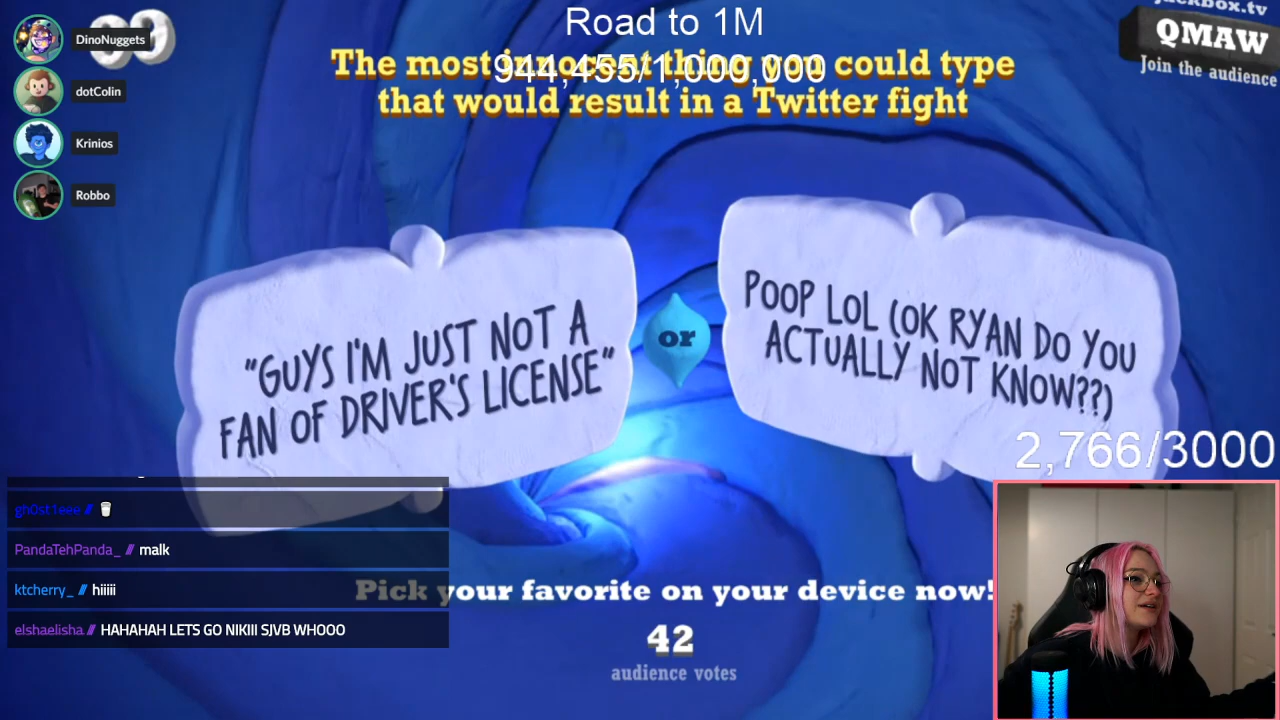 Road to 1M
944,455/1,000,000
jackbox.tv
QMAW
Join the audience
The most innocent thing you could type
that would result in a Twitter fight
DinoNuggets
dotColin
Krinios
Robbo
"GUYS I'M JUST NOT A
FAN OF DRIVER'S LICENSE"
or
POOP LOL (OK RYAN DO YOU
ACTUALLY NOT KNOW??)
2,766/3000
gh0st1eee //
PandaTehPanda_ // malk
ktcherry_ // hiiiii
elshaelisha // HAHAHAH LETS GO NIKIII SJVB WHOOO
Pick your favorite on your device now!
42
audience votes